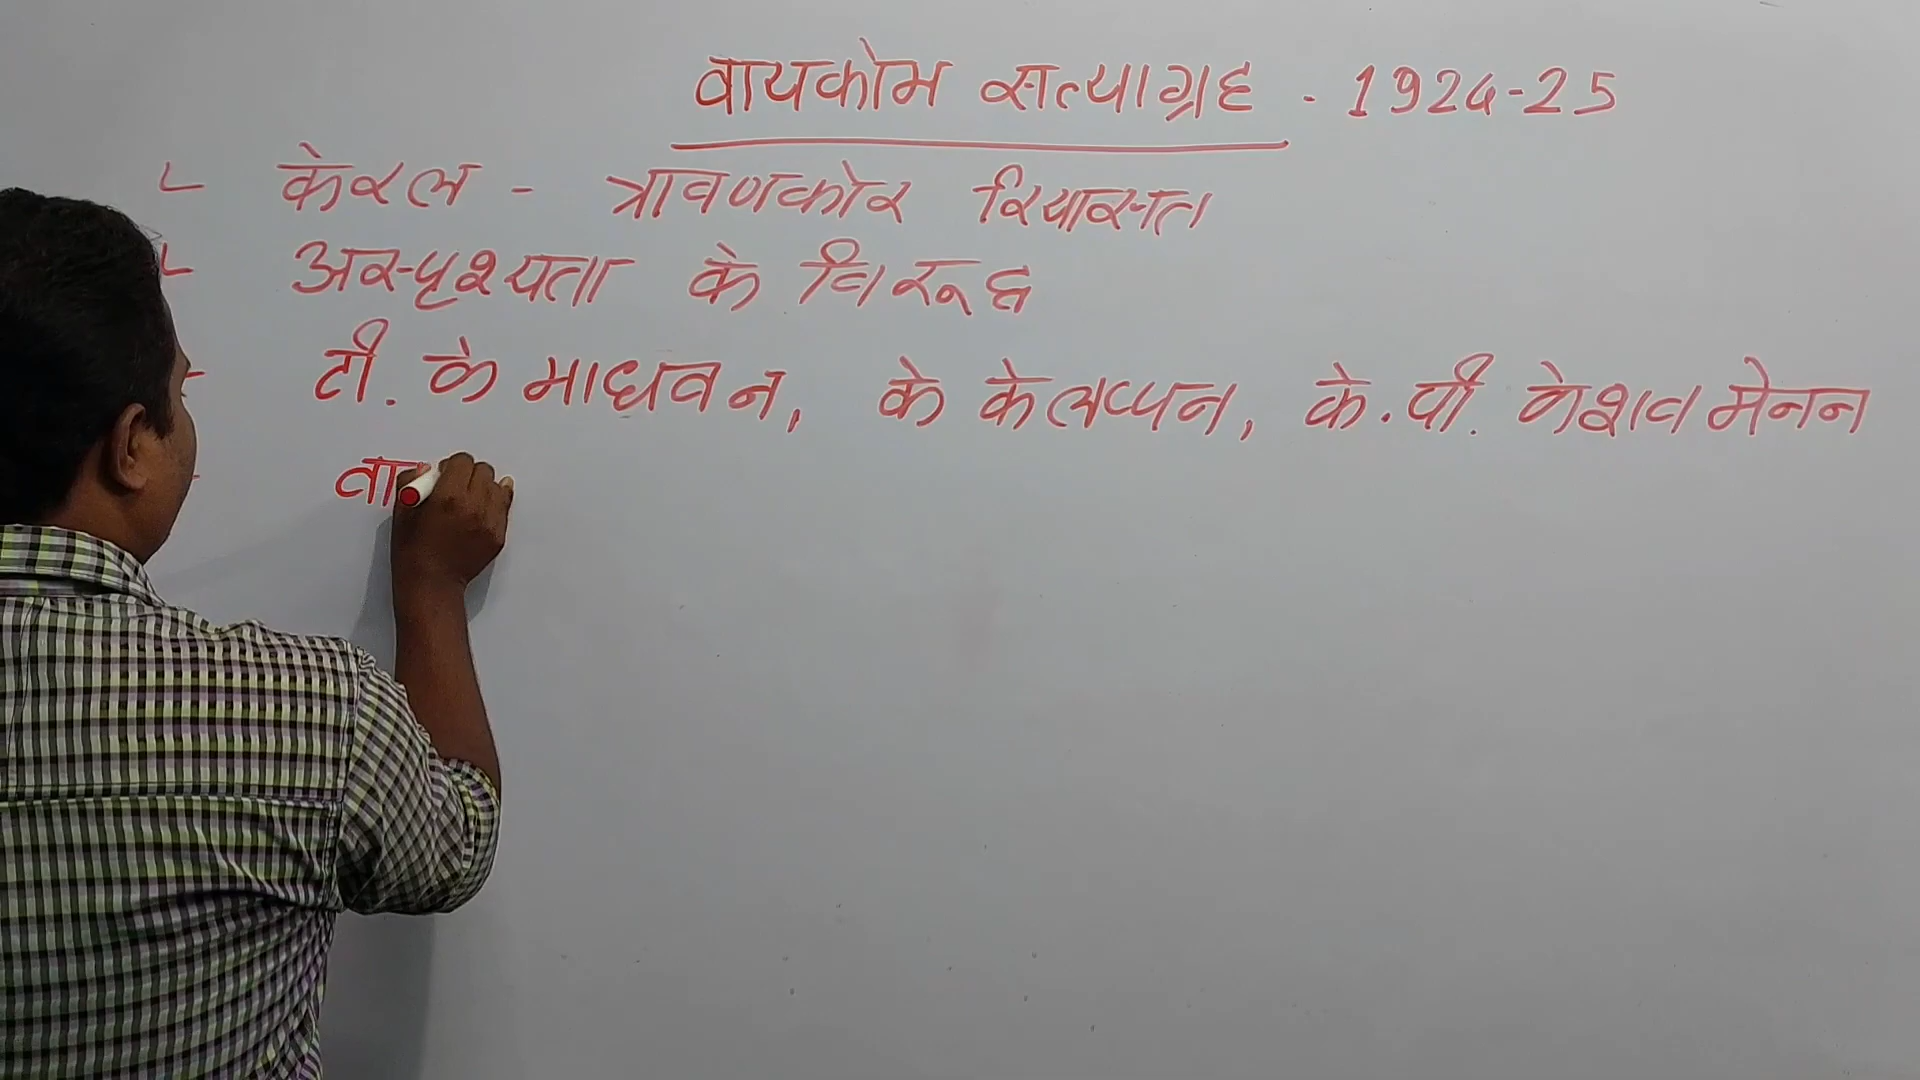 वायकोम सत्याग्रह - 1924-25
केरल - त्रावणकोर रियासत
अस्पृश्यता के विरूद्ध
टी. के माधवन, के केलप्पन, के.पी. केशव मेनन